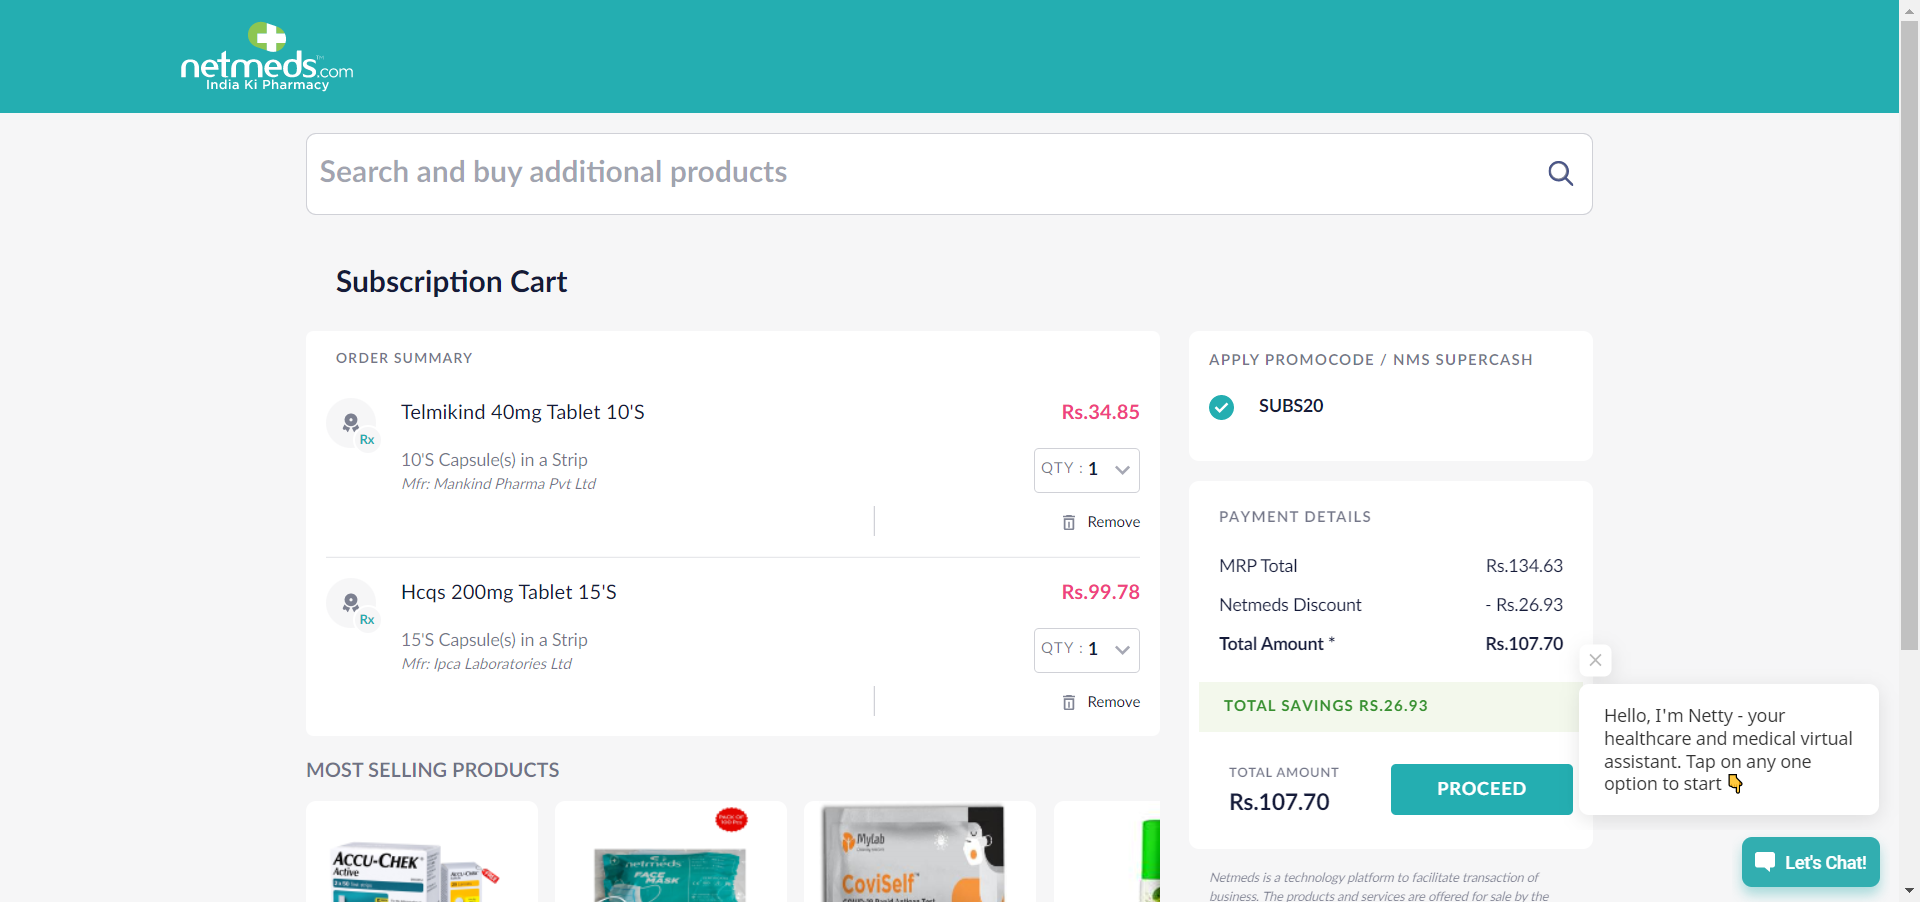 netmeds.com
India Ki Pharmacy
Search and buy additional products
Subscription Cart
ORDER SUMMARY
Telmikind 40mg Tablet 10'S
Rs.34.85
Rx
10'S Capsule(s) in a Strip
QTY : 1
Mfr: Mankind Pharma Pvt Ltd
Remove
Hcqs 200mg Tablet 15'S
Rs.99.78
Rx
15'S Capsule(s) in a Strip
QTY : 1
Mfr: Ipca Laboratories Ltd
Remove
MOST SELLING PRODUCTS
ACCU-CHEK
Active
ACCU-CHEK
FREE
PACK OF
netmeds
FACE
MASK
Mylab
CoviSelf
APPLY PROMOCODE / NMS SUPERCASH
SUBS20
PAYMENT DETAILS
MRP Total Rs.134.63
Netmeds Discount - Rs.26.93
Total Amount * Rs.107.70
TOTAL SAVINGS RS.26.93
TOTAL AMOUNT
Rs.107.70
PROCEED
Netmeds is a technology platform to facilitate transaction of
business. The products and services are offered for sale by the
Hello, I'm Netty - your
healthcare and medical virtual
assistant. Tap on any one
option to start
Let's Chat!